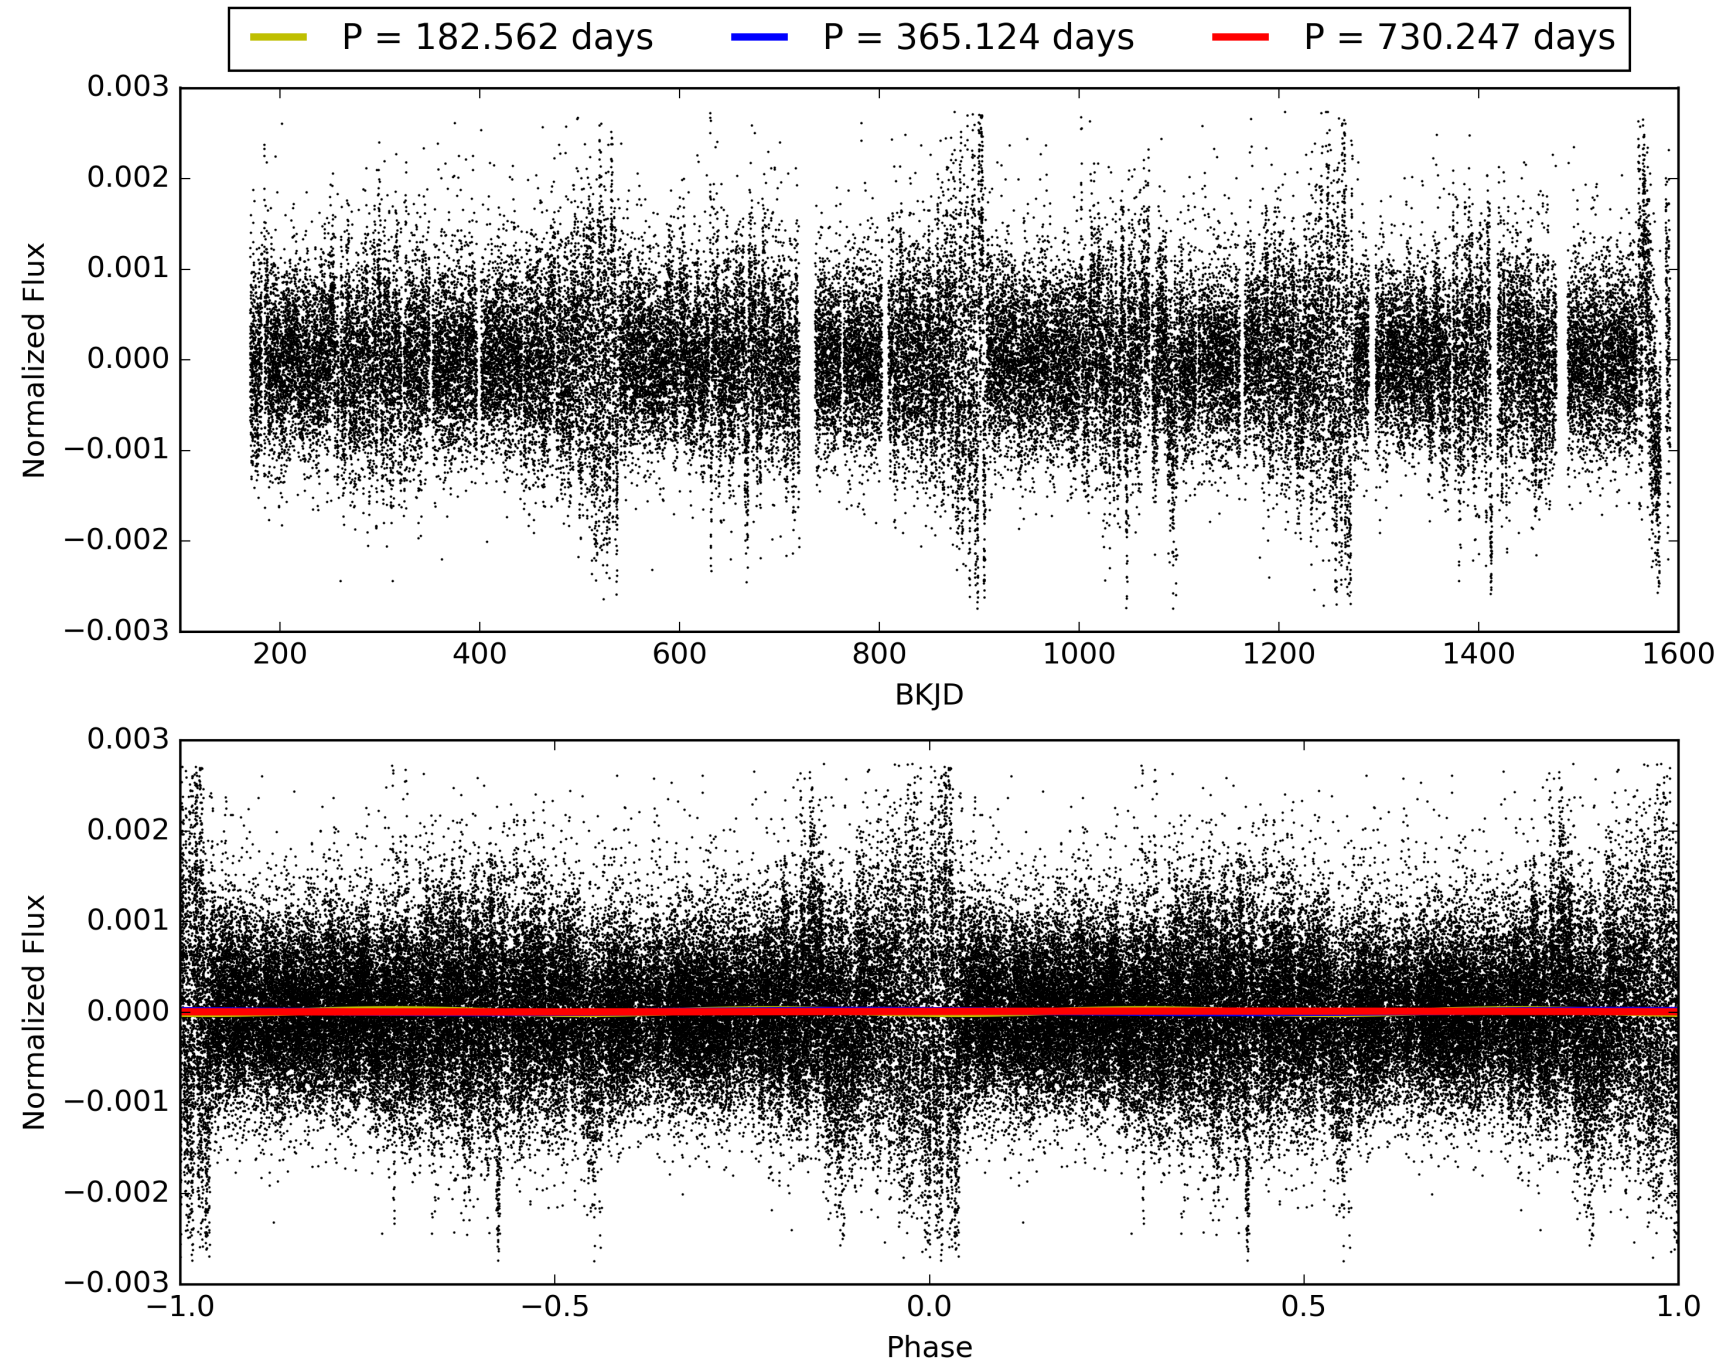 P = 182.562 days P = 365.124 days P = 730.247 days
0.003
0.002
0.001
0.000
−0.001
−0.002
−0.003
Normalized Flux
200 400 600 800 1000 1200 1400 1600
BKJD
0.003
0.002
0.001
0.000
−0.001
−0.002
−0.003
Normalized Flux
−1.0 −0.5 0.0 0.5 1.0
Phase